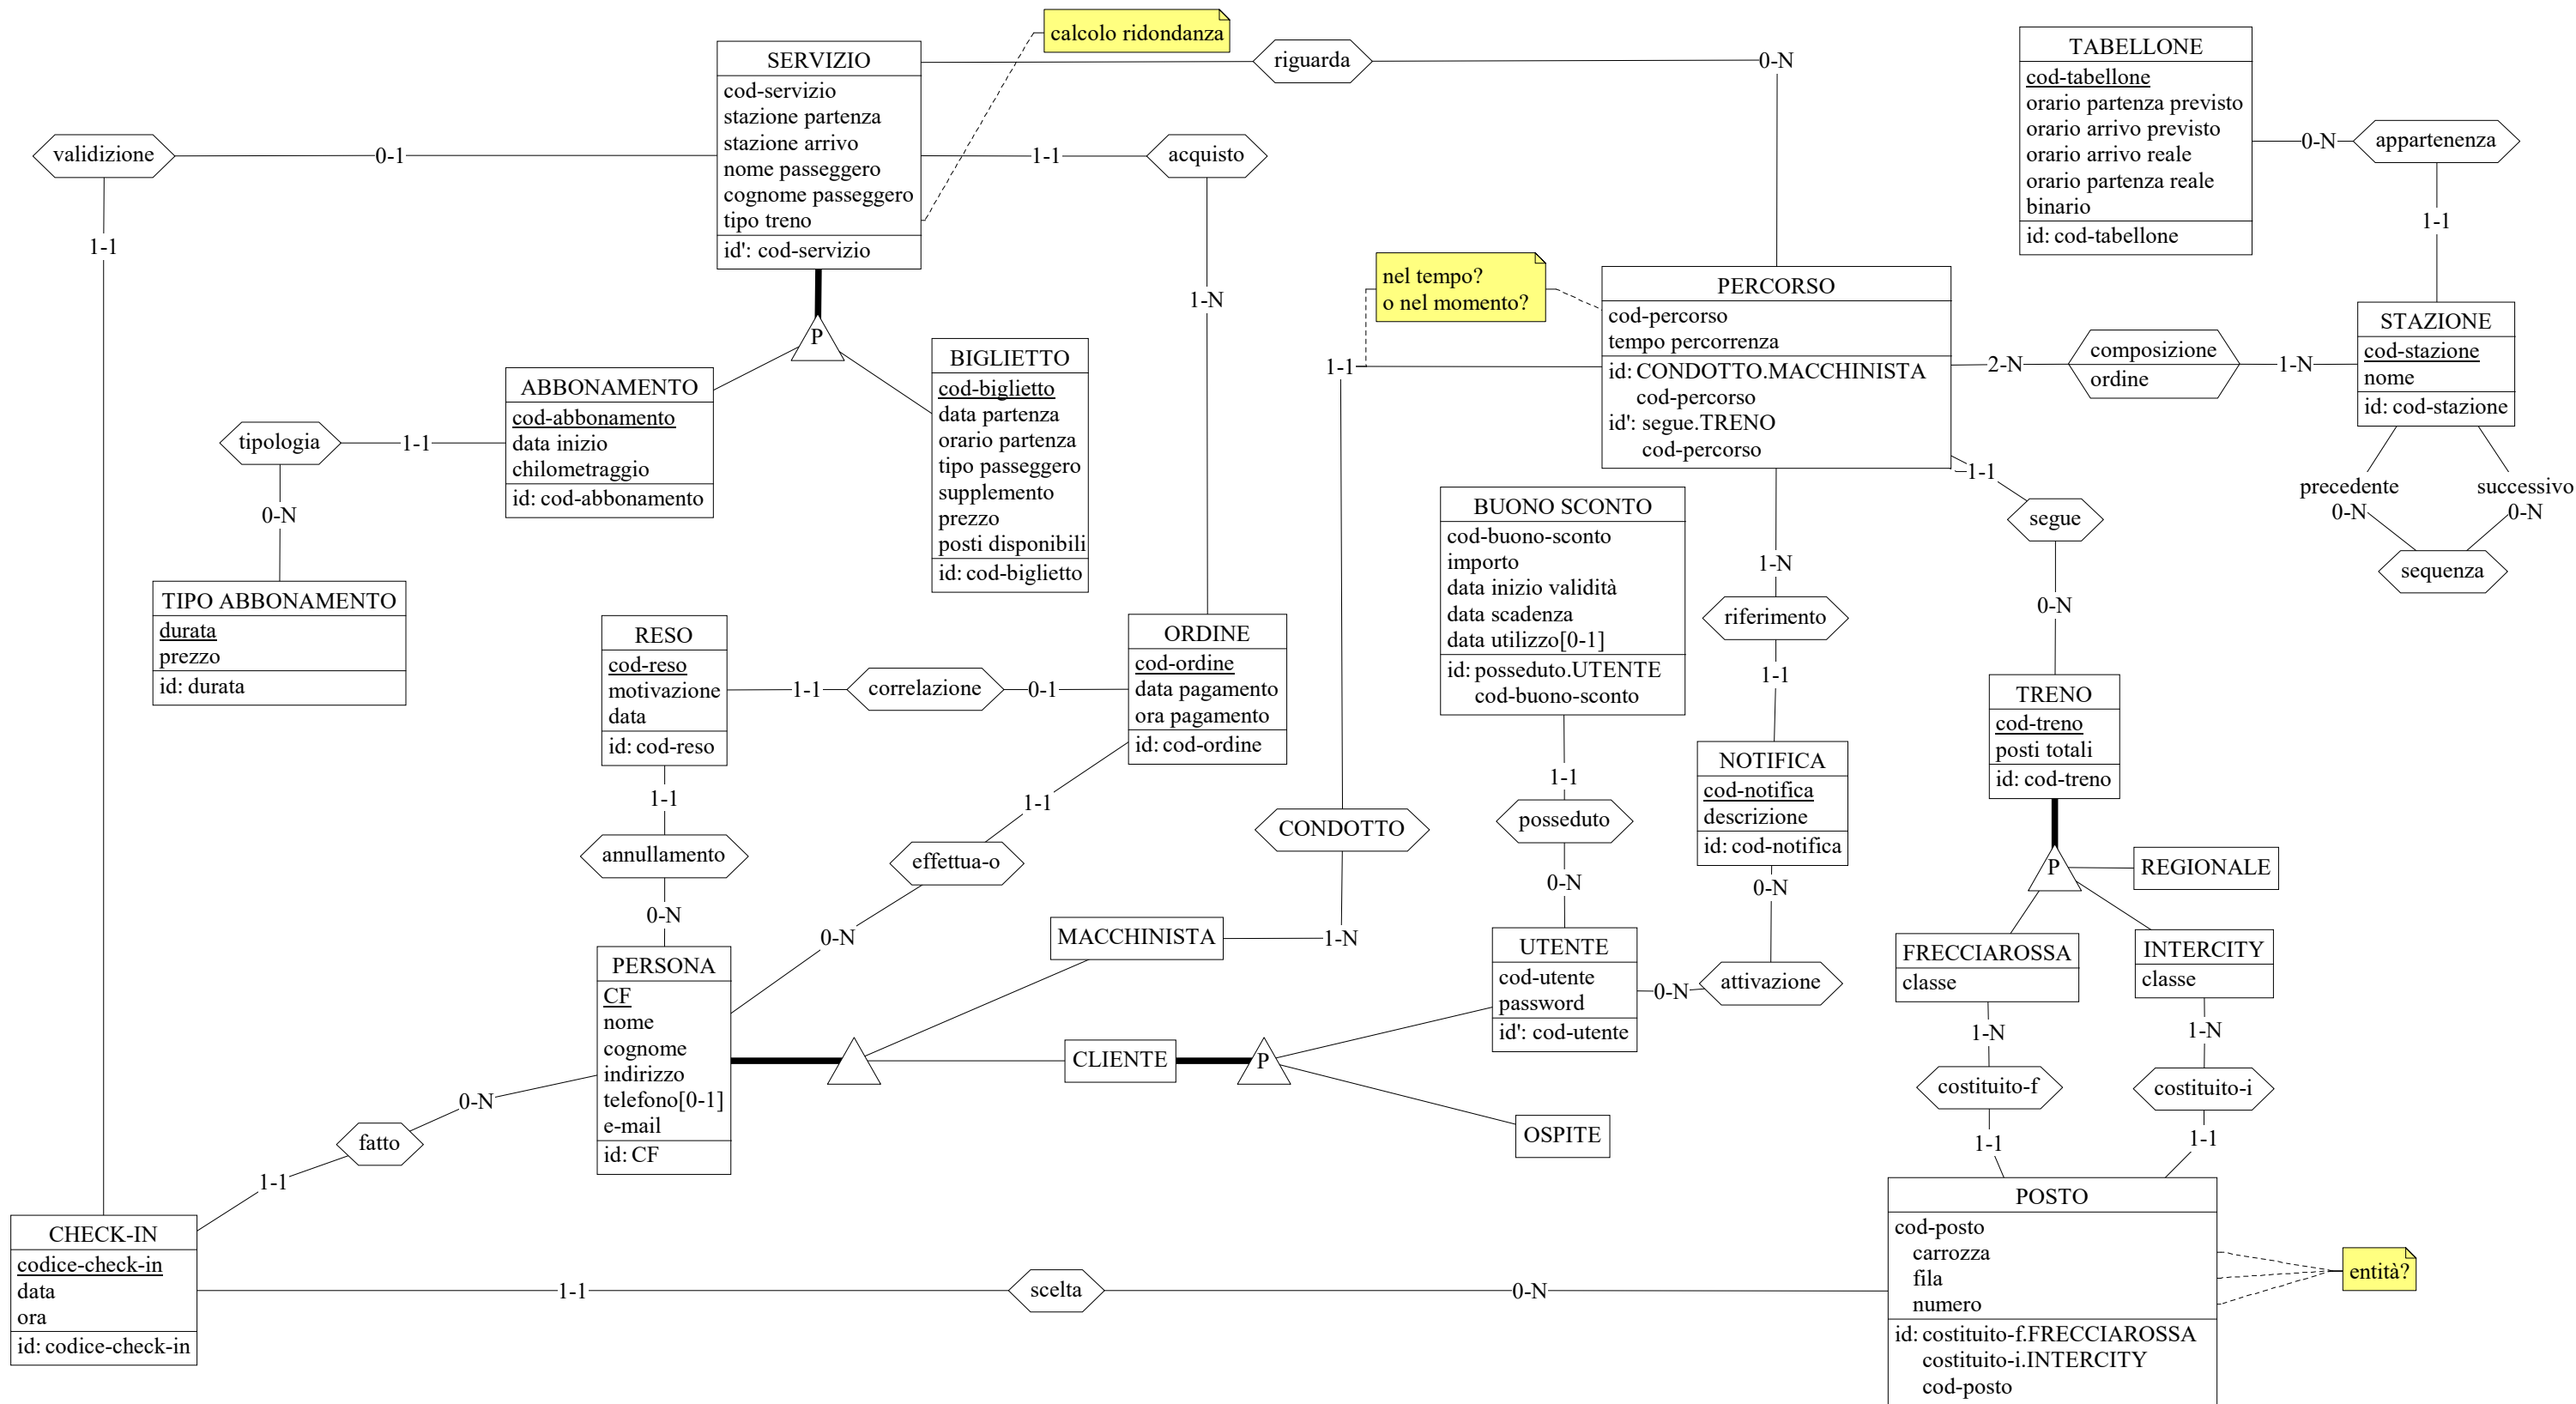 calcolo ridondanza
SERVIZIO
cod-servizio
stazione partenza
stazione arrivo
nome passeggero
cognome passeggero
tipo treno
id': cod-servizio
riguarda
0-N
TABELLONE
cod-tabellone
orario partenza previsto
orario arrivo previsto
orario arrivo reale
orario partenza reale
binario
id: cod-tabellone
0-N
appartenenza
1-1
validizione
0-1
1-1
1-1
acquisto
1-N
nel tempo?
o nel momento?
PERCORSO
cod-percorso
tempo percorrenza
id: CONDOTTO.MACCHINISTA
cod-percorso
id': segue.TRENO
cod-percorso
1-1
2-N
composizione
ordine
1-N
STAZIONE
cod-stazione
nome
id: cod-stazione
precedente
0-N
successivo
0-N
sequenza
P
ABBONAMENTO
cod-abbonamento
data inizio
chilometraggio
id: cod-abbonamento
BIGLIETTO
cod-biglietto
data partenza
orario partenza
tipo passeggero
supplemento
prezzo
posti disponibili
id: cod-biglietto
tipologia
1-1
0-N
TIPO ABBONAMENTO
durata
prezzo
id: durata
BUONO SCONTO
cod-buono-sconto
importo
data inizio validità
data scadenza
data utilizzo[0-1]
id: posseduto.UTENTE
cod-buono-sconto
1-N
riferimento
1-1
1-1
segue
0-N
RESO
cod-reso
motivazione
data
id: cod-reso
1-1
correlazione
0-1
ORDINE
cod-ordine
data pagamento
ora pagamento
id: cod-ordine
TRENO
cod-treno
posti totali
id: cod-treno
NOTIFICA
cod-notifica
descrizione
id: cod-notifica
1-1
annullamento
0-N
1-1
effettua-o
0-N
CONDOTTO
1-N
1-1
posseduto
0-N
0-N
P
REGIONALE
MACCHINISTA
UTENTE
cod-utente
password
id': cod-utente
0-N
attivazione
FRECCIAROSSA
classe
INTERCITY
classe
PERSONA
CF
nome
cognome
indirizzo
telefono[0-1]
e-mail
id: CF
CLIENTE
P
OSPITE
1-N
costituito-f
1-1
1-N
costituito-i
1-1
0-N
fatto
1-1
CHECK-IN
codice-check-in
data
ora
id: codice-check-in
1-1
scelta
0-N
POSTO
cod-posto
carrozza
fila
numero
id: costituito-f.FRECCIAROSSA
costituito-i.INTERCITY
cod-posto
entità?